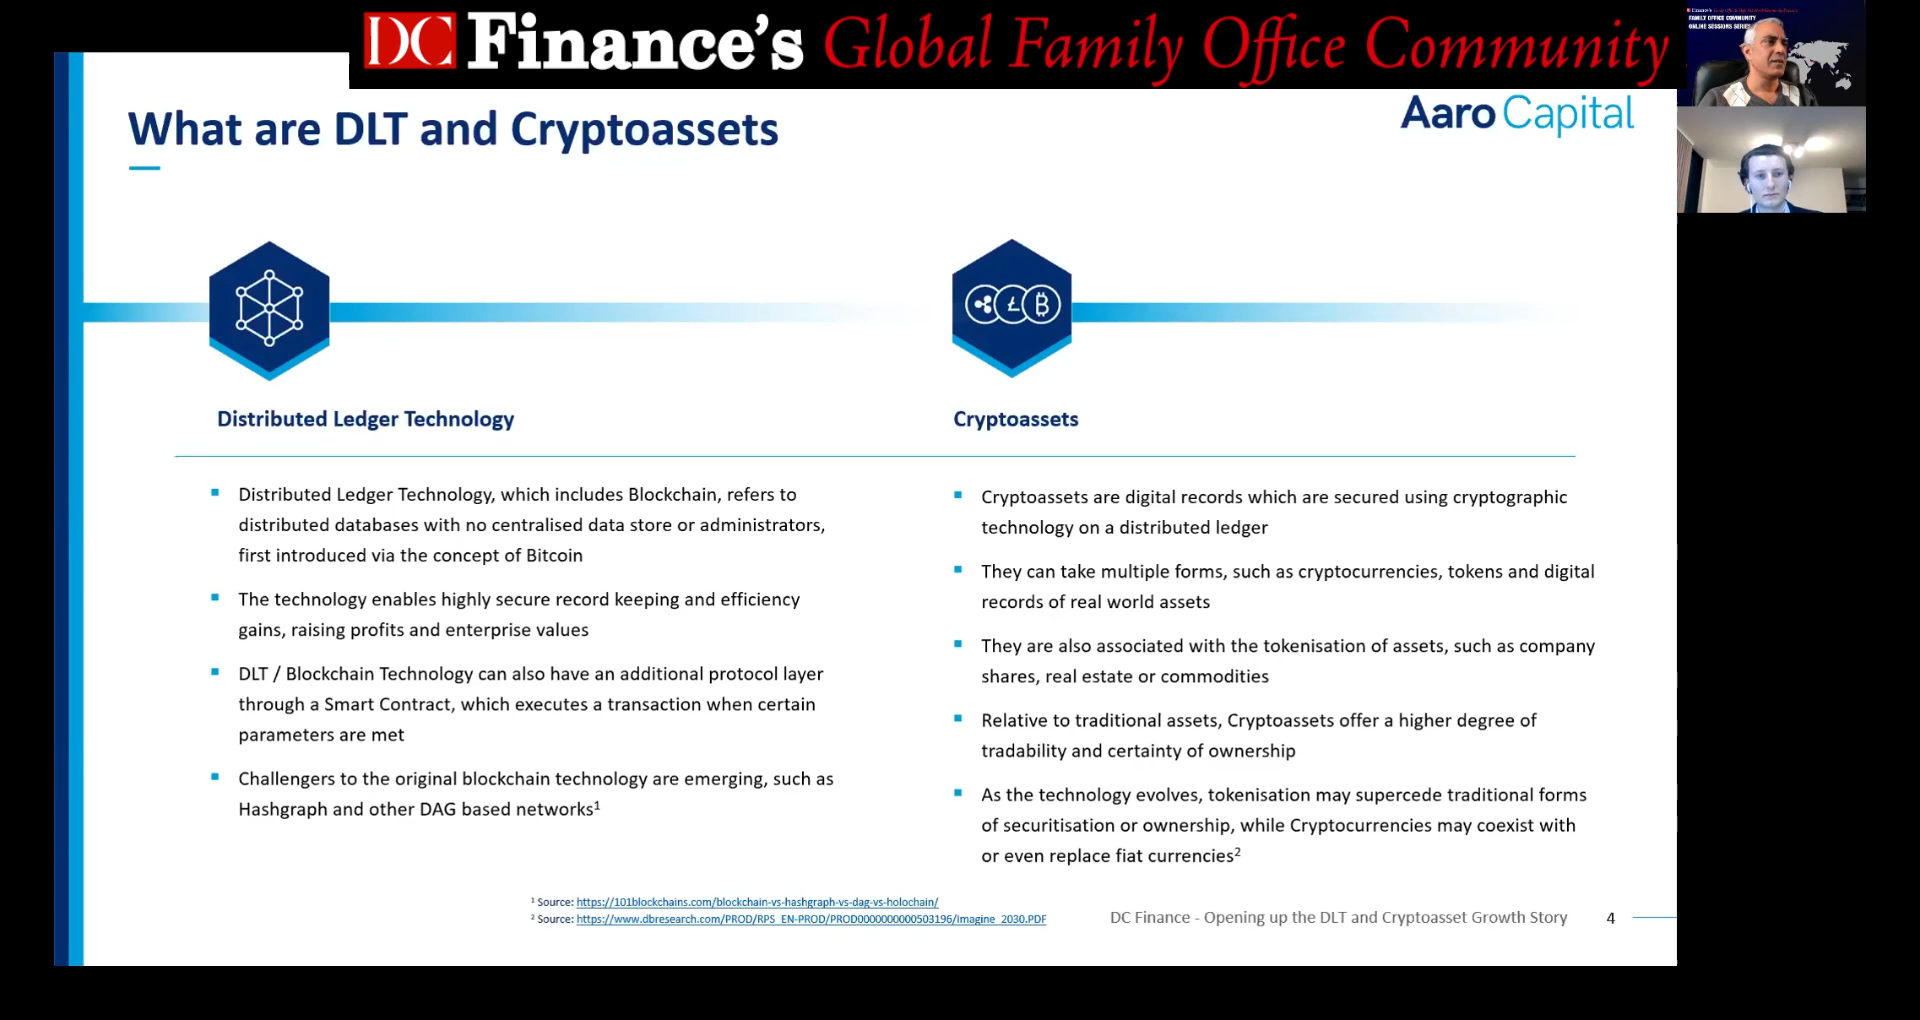 DC Finance's Global Family Office Community
FAMILY OFFICE COMMUNITY
ONLINE SESSIONS SERIES
What are DLT and Cryptoassets
Aaro Capital
Distributed Ledger Technology
Distributed Ledger Technology, which includes Blockchain, refers to
distributed databases with no centralised data store or administrators,
first introduced via the concept of Bitcoin
The technology enables highly secure record keeping and efficiency
gains, raising profits and enterprise values
DLT / Blockchain Technology can also have an additional protocol layer
through a Smart Contract, which executes a transaction when certain
parameters are met
Challengers to the original blockchain technology are emerging, such as
Hashgraph and other DAG based networks¹
Cryptoassets
Cryptoassets are digital records which are secured using cryptographic
technology on a distributed ledger
They can take multiple forms, such as cryptocurrencies, tokens and digital
records of real world assets
They are also associated with the tokenisation of assets, such as company
shares, real estate or commodities
Relative to traditional assets, Cryptoassets offer a higher degree of
tradability and certainty of ownership
As the technology evolves, tokenisation may supercede traditional forms
of securitisation or ownership, while Cryptocurrencies may coexist with
or even replace fiat currencies²
¹ Source: https://101blockchains.com/blockchain-vs-hashgraph-vs-dag-vs-holochain/
² Source: https://www.dbresearch.com/PROD/RPS_EN-PROD/PROD0000000000503196/Imagine_2030.PDF
DC Finance - Opening up the DLT and Cryptoasset Growth Story
4